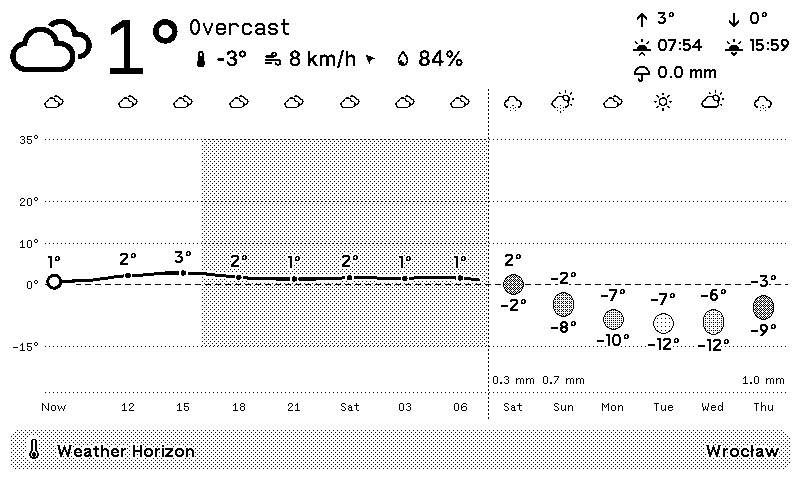 1°
Overcast
-3° 8 km/h 84%
3° 0°
07:54 15:59
0.0 mm
35°
20°
10°
0°
-15°
1° 2° 3° 2° 1° 2° 1° 1°
2° -2° -7° -7° -6° -3°
-2° -8° -10° -12° -12° -9°
0.3 mm 0.7 mm 1.0 mm
Now 12 15 18 21 Sat 03 06 Sat Sun Mon Tue Wed Thu
Weather Horizon Wrocław